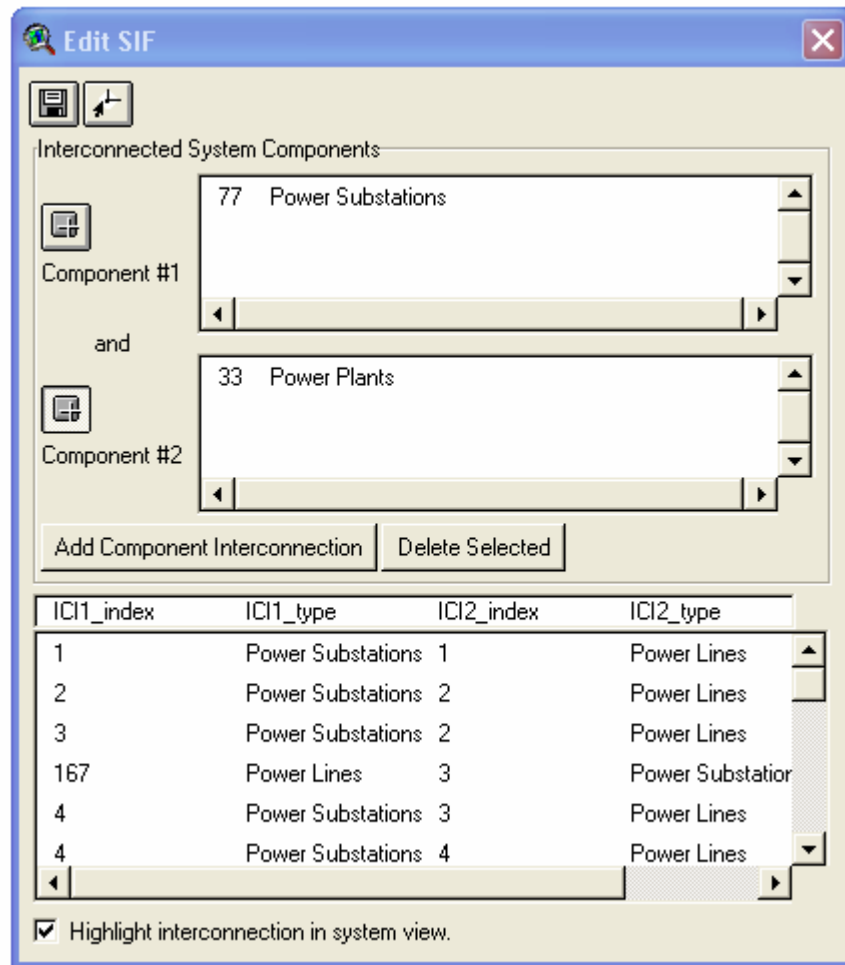 Edit SIF
Interconnected System Components
77 Power Substations
Component #1
and
33 Power Plants
Component #2
Add Component Interconnection Delete Selected
ICI1_index ICI1_type ICI2_index ICI2_type
1 Power Substations 1 Power Lines
2 Power Substations 2 Power Lines
3 Power Substations 2 Power Lines
167 Power Lines 3 Power Substation
4 Power Substations 3 Power Lines
4 Power Substations 4 Power Lines
Highlight interconnection in system view.